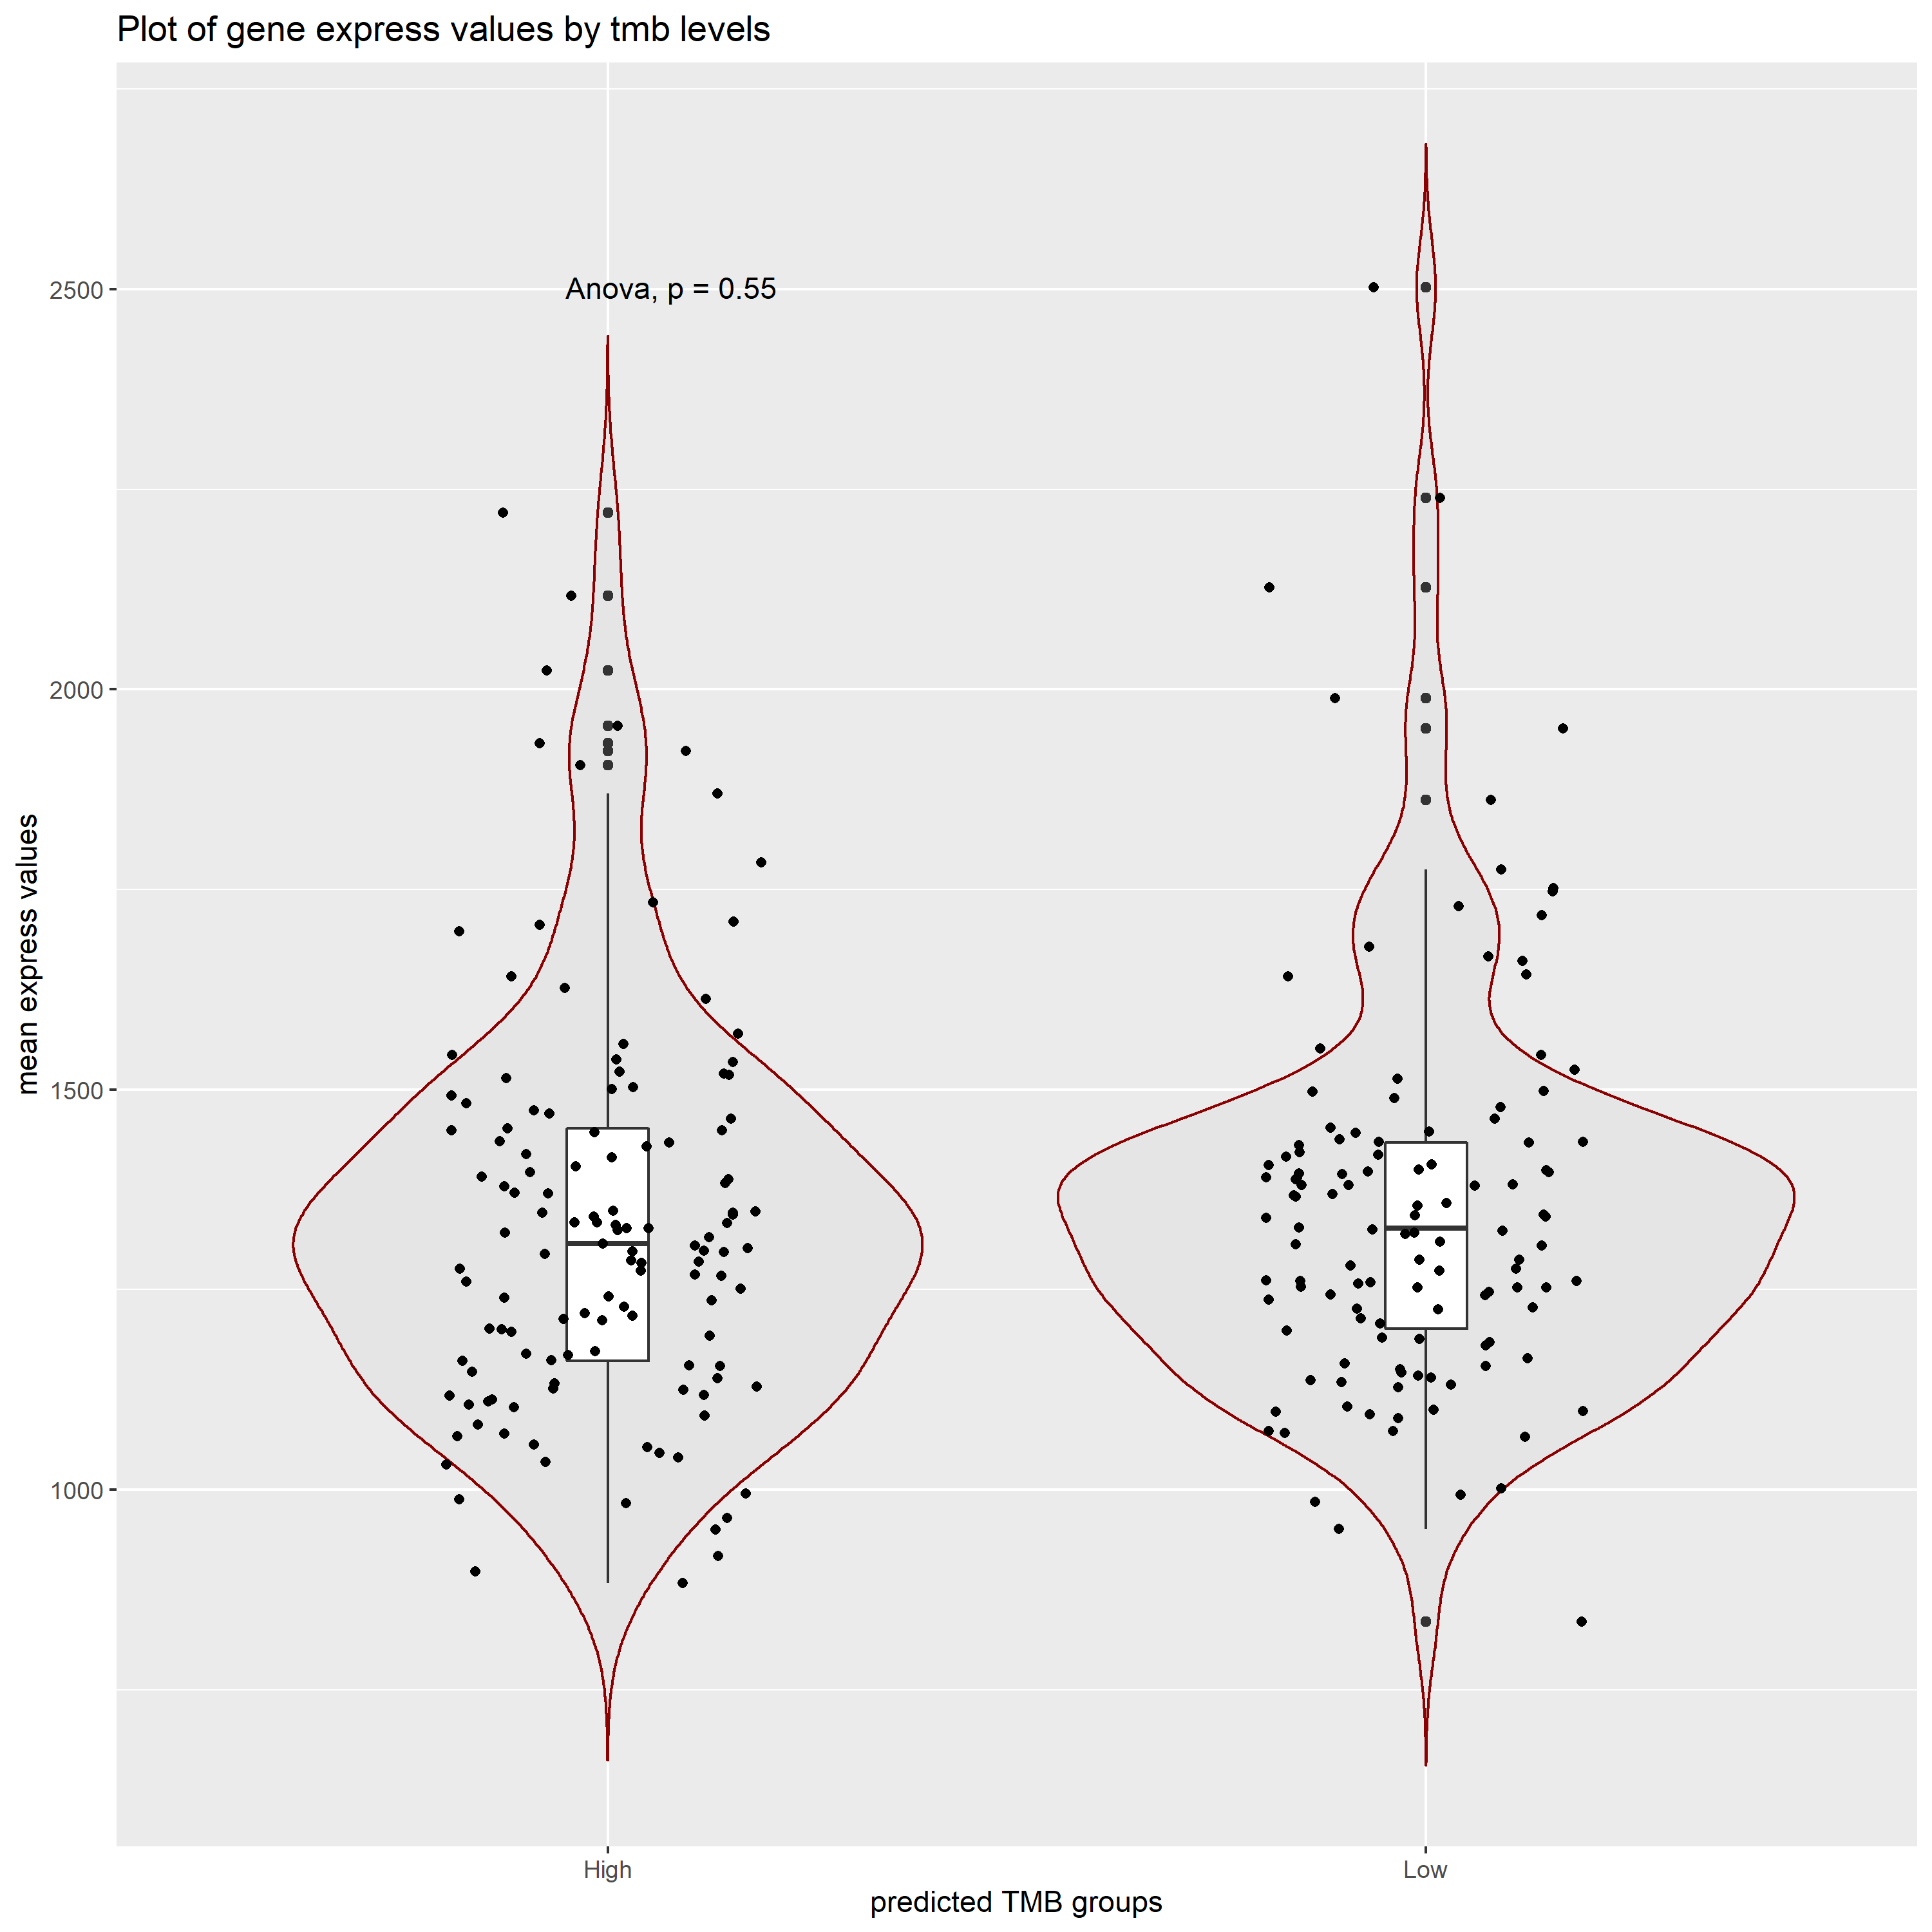 Plot of gene express values by tmb levels
Anova, p = 0.55
2500
2000
1500
1000
mean express values
High
Low
predicted TMB groups